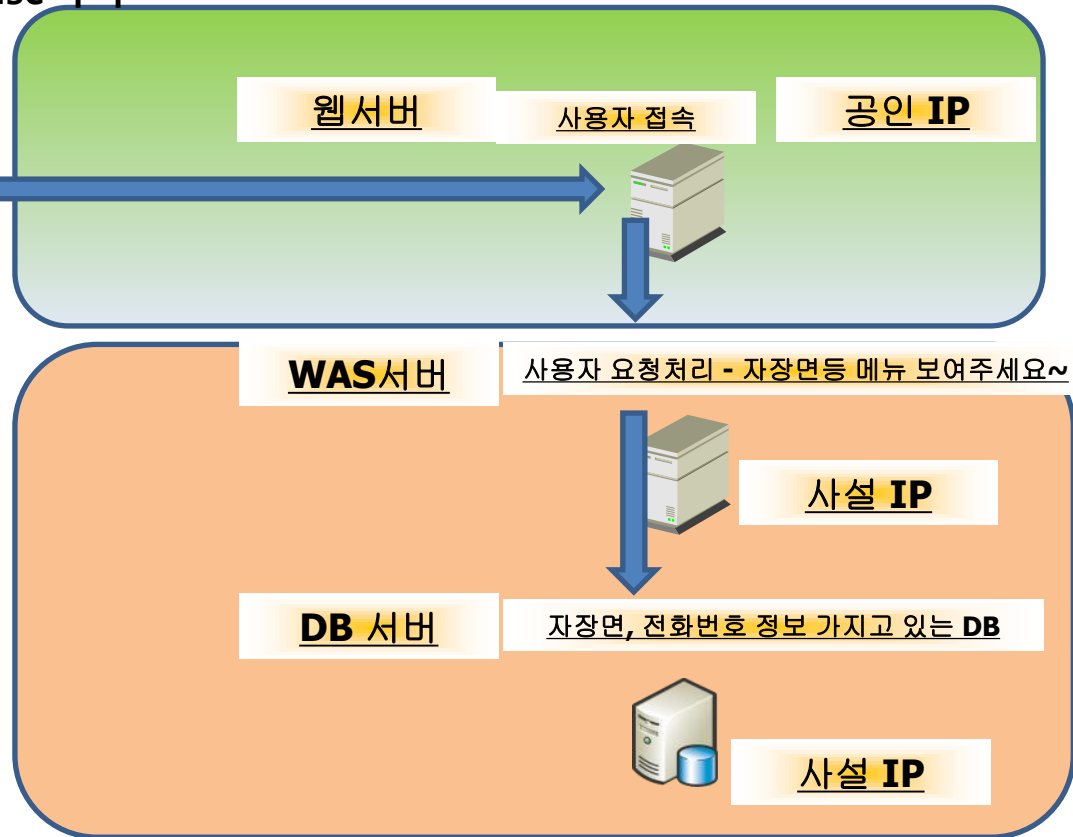 웹서버
사용자 접속
공인 IP
WAS서버
사용자 요청처리 - 자장면등 메뉴 보여주세요~
사설 IP
DB 서버
자장면, 전화번호 정보 가지고 있는 DB
사설 IP